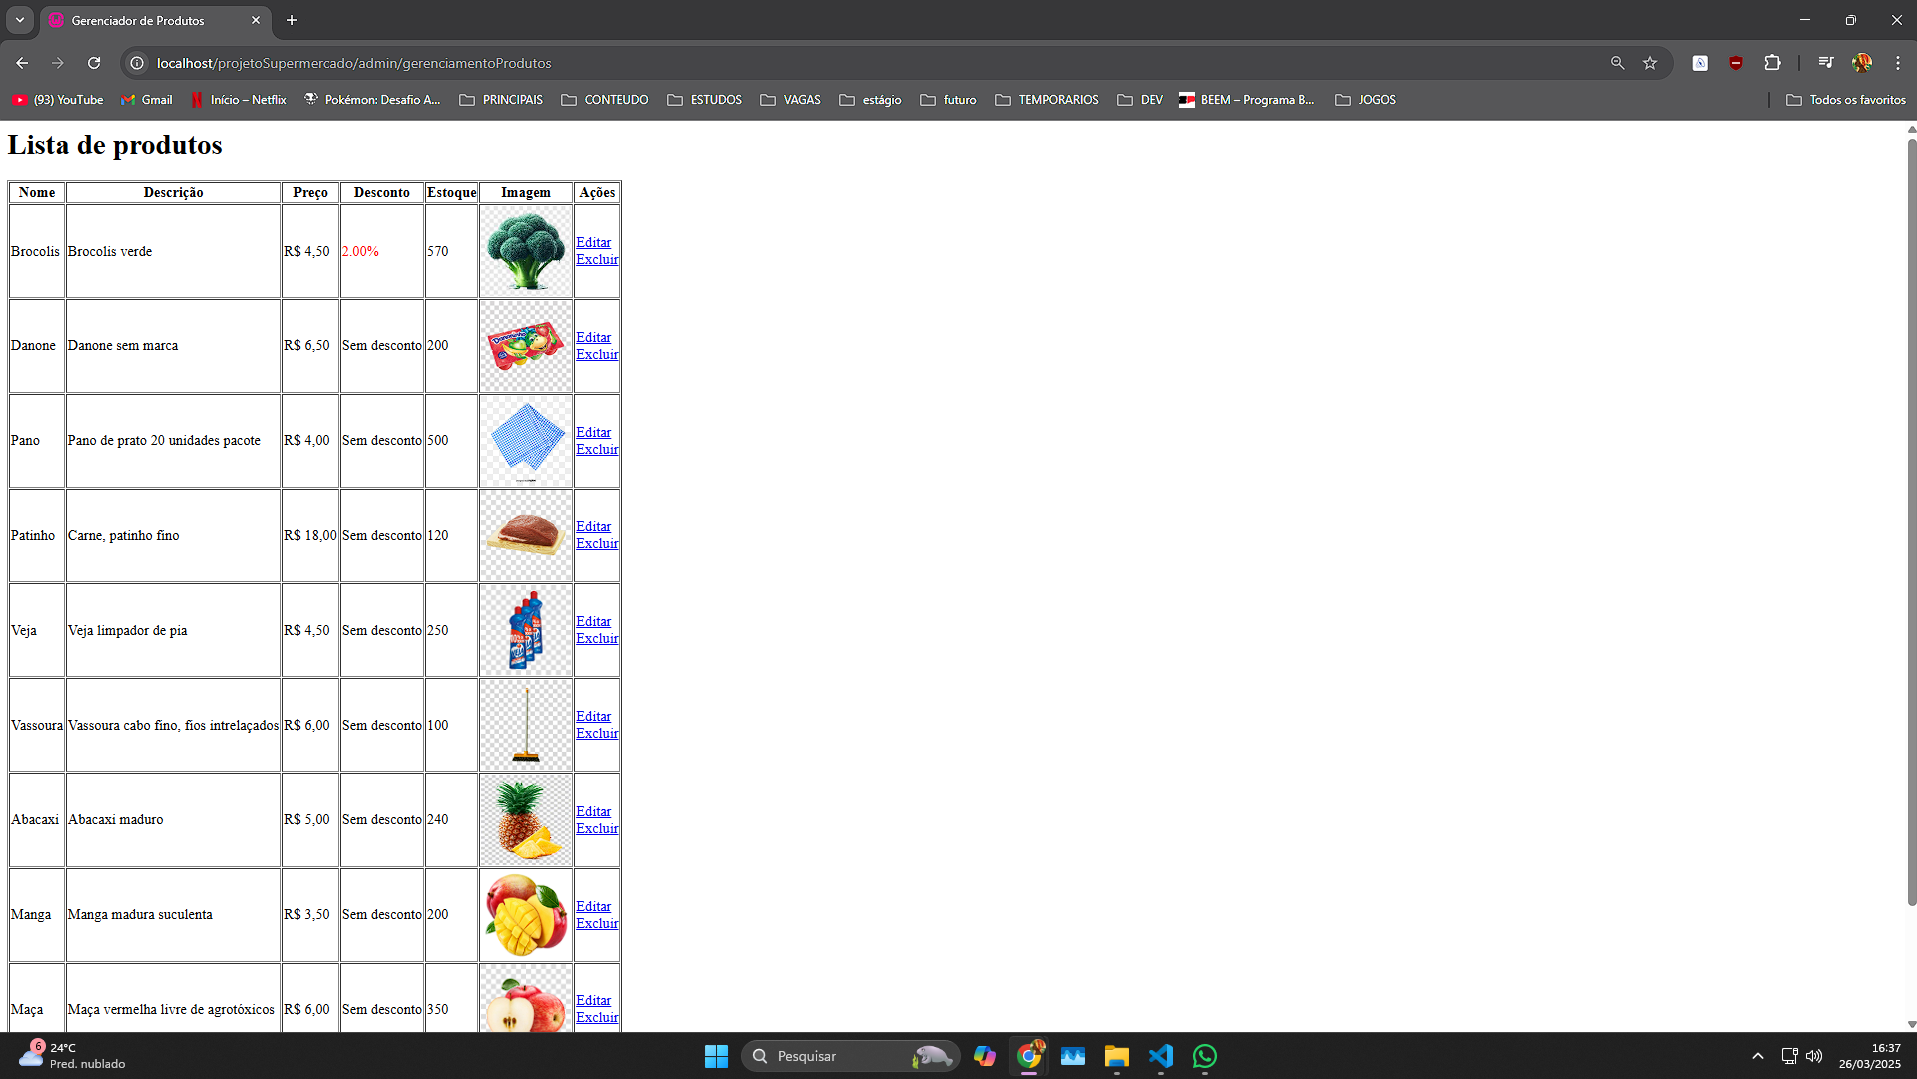 Gerenciador de Produtos
localhost/projetoSupermercado/admin/gerenciamentoProdutos
(93) YouTube Gmail Início – Netflix Pokémon: Desafio A... PRINCIPAIS CONTEUDO ESTUDOS VAGAS estágio futuro TEMPORARIOS DEV BEEM – Programa B... JOGOS Todos os favoritos
Lista de produtos
Nome Descrição Preço Desconto Estoque Imagem Ações
Brocolis Brocolis verde R$ 4,50 2.00% 570 Editar
Excluir
Danone Danone sem marca R$ 6,50 Sem desconto 200 Editar
Excluir
Pano Pano de prato 20 unidades pacote R$ 4,00 Sem desconto 500 Editar
Excluir
Patinho Carne, patinho fino R$ 18,00 Sem desconto 120 Editar
Excluir
Veja Veja limpador de pia R$ 4,50 Sem desconto 250 Editar
Excluir
Vassoura Vassoura cabo fino, fios intrelaçados R$ 6,00 Sem desconto 100 Editar
Excluir
Abacaxi Abacaxi maduro R$ 5,00 Sem desconto 240 Editar
Excluir
Manga Manga madura suculenta R$ 3,50 Sem desconto 200 Editar
Excluir
Maça Maça vermelha livre de agrotóxicos R$ 6,00 Sem desconto 350 Editar
Excluir
6
24°C
Pred. nublado
Pesquisar
16:37
26/03/2025